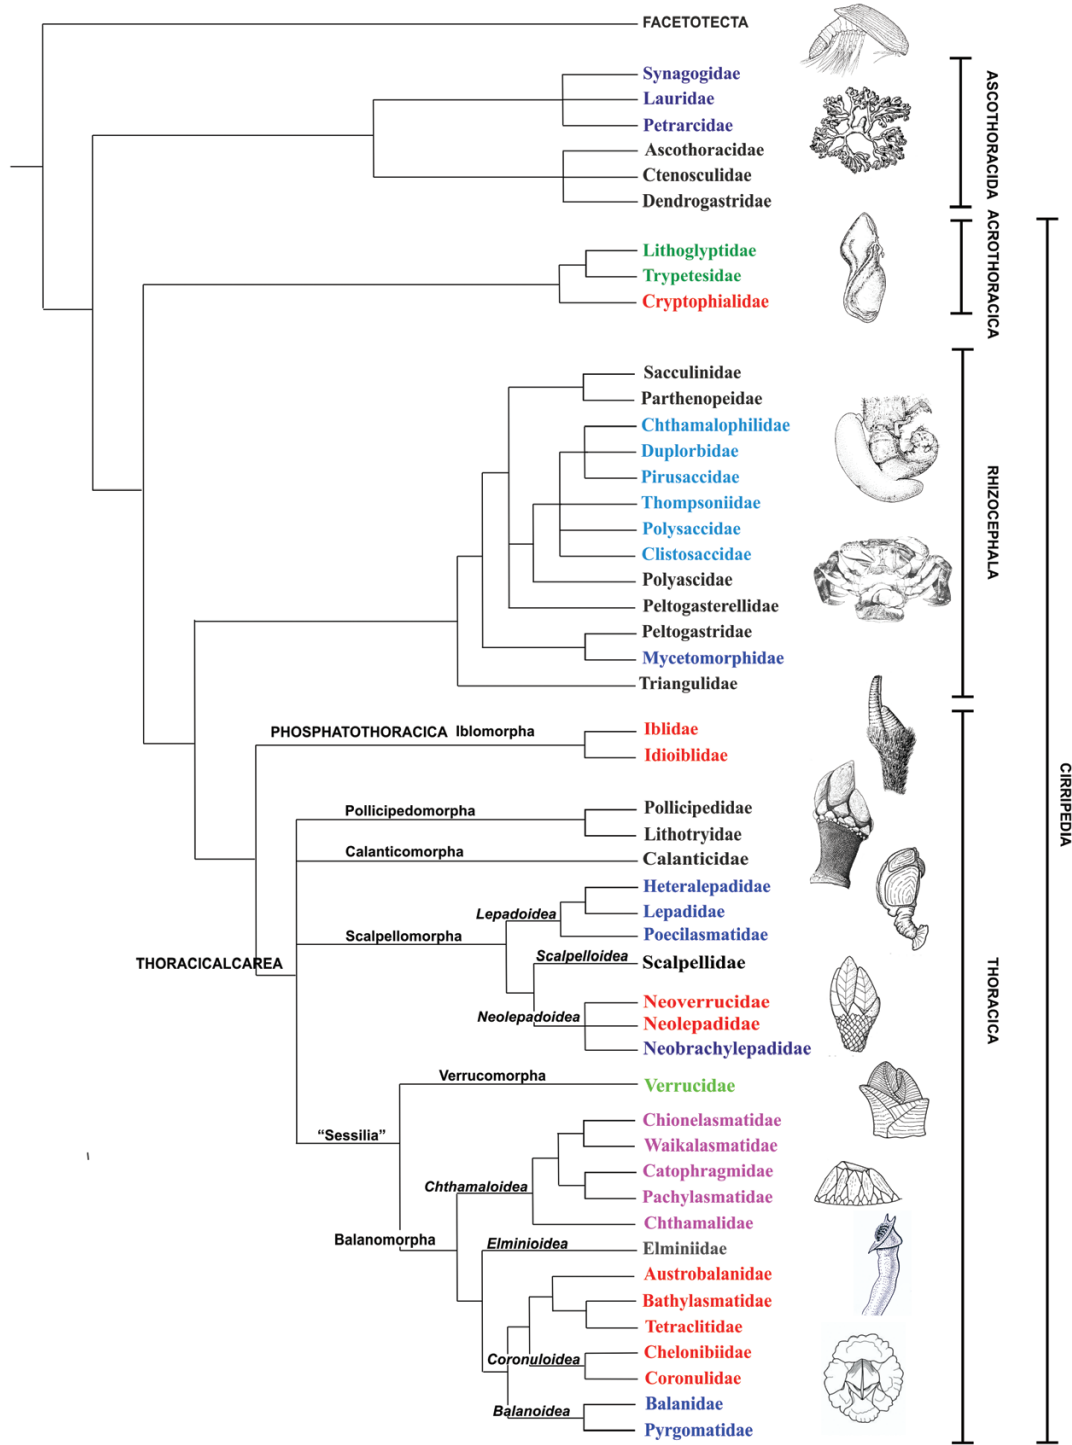 FACETOTECTA
Synagogidae
Lauridae
Petrarcidae
Ascothoracidae
Ctenosculidae
Dendrogastridae
ASCOTHORACIDA
Lithoglyptidae
Trypetesidae
Cryptophialidae
ACROTHORACICA
Sacculinidae
Parthenopeidae
Chthamalophilidae
Duplorbidae
Pirusaccidae
Thompsoniidae
Polysaccidae
Clistosaccidae
Polyascidae
Peltogasterellidae
Peltogastridae
Mycetomorphidae
Triangulidae
RHIZOCEPHALA
PHOSPHATOTHORACICA Iblomorpha
Iblidae
Idioiblidae
Pollicipedomorpha
Pollicipedidae
Lithotryidae
Calanticomorpha
Calanticidae
Heteralepadidae
Lepadoidea
Lepadidae
Scalpellomorpha
Poecilasmatidae
Scalpelloidea
Scalpellidae
THORACICALCAREA
Neoverrucidae
Neolepadoidea
Neolepadidae
Neobrachylepadidae
Verrucomorpha
Verrucidae
"Sessilia"
Chionelasmatidae
Waikalasmatidae
Catophragmidae
Chthamaloidea
Pachylasmatidae
Chthamalidae
Balanomorpha
Elminioidea
Elminiidae
Austrobalanidae
Bathylasmatidae
Tetraclitidae
Coronuloidea
Chelonibiidae
Coronulidae
Balanoidea
Balanidae
Pyrgomatidae
THORACICA
CIRRIPEDIA